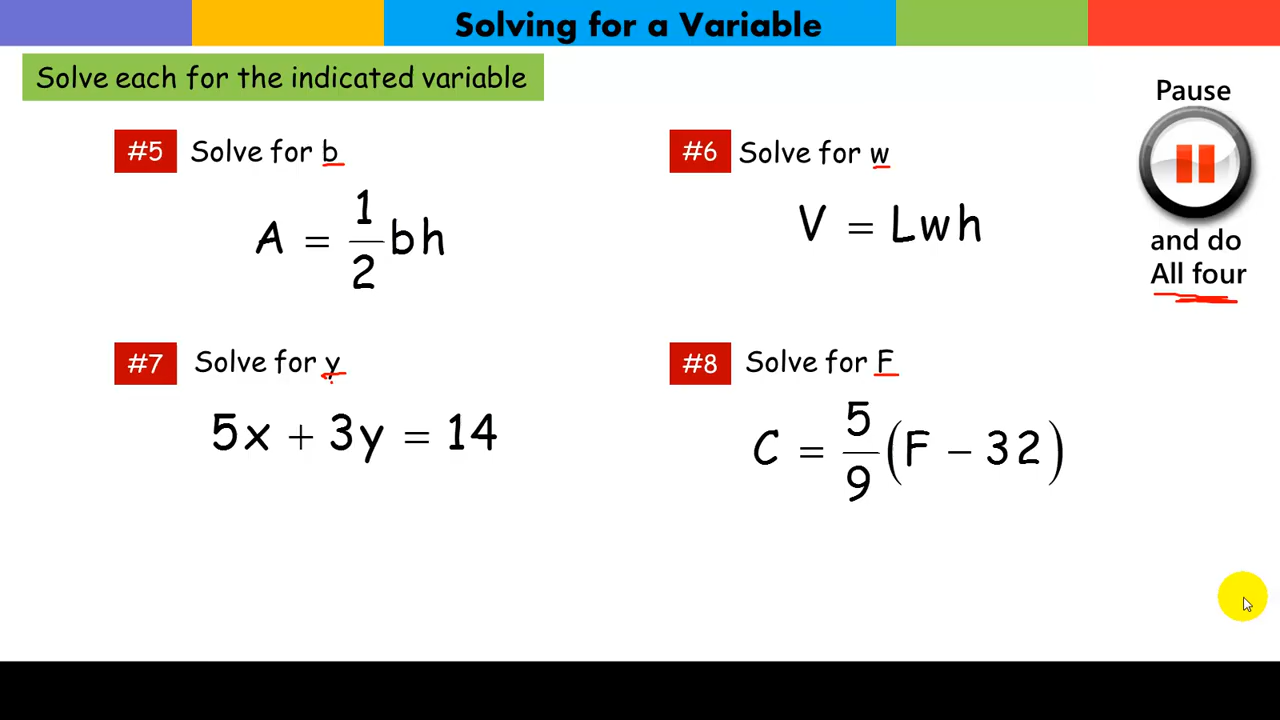 Solving for a Variable
Solve each for the indicated variable
Pause
and do
All four
#5 Solve for b
A = 1/2 bh
#6 Solve for w
V = Lwh
#7 Solve for y
5x + 3y = 14
#8 Solve for F
C = 5/9 (F − 32)